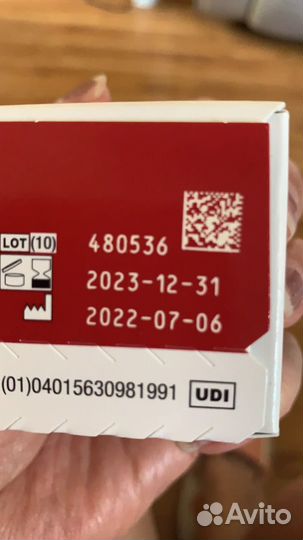 LOT (10) 480536
2023-12-31
2022-07-06
(01)04015630981991 UDI
Avito